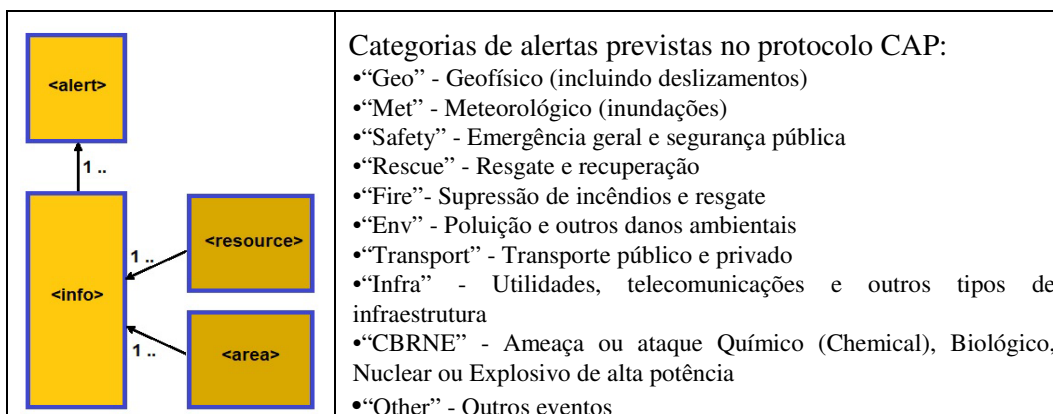 <alert>
1 ..
<info>
1 ..
<resource>
1 ..
<area>
Categorias de alertas previstas no protocolo CAP:
•“Geo” - Geofísico (incluindo deslizamentos)
•“Met” - Meteorológico (inundações)
•“Safety” - Emergência geral e segurança pública
•“Rescue” - Resgate e recuperação
•“Fire”- Supressão de incêndios e resgate
•“Env” - Poluição e outros danos ambientais
•“Transport” - Transporte público e privado
•“Infra” - Utilidades, telecomunicações e outros tipos de
infraestrutura
•“CBRNE” - Ameaça ou ataque Químico (Chemical), Biológico,
Nuclear ou Explosivo de alta potência
•“Other” - Outros eventos